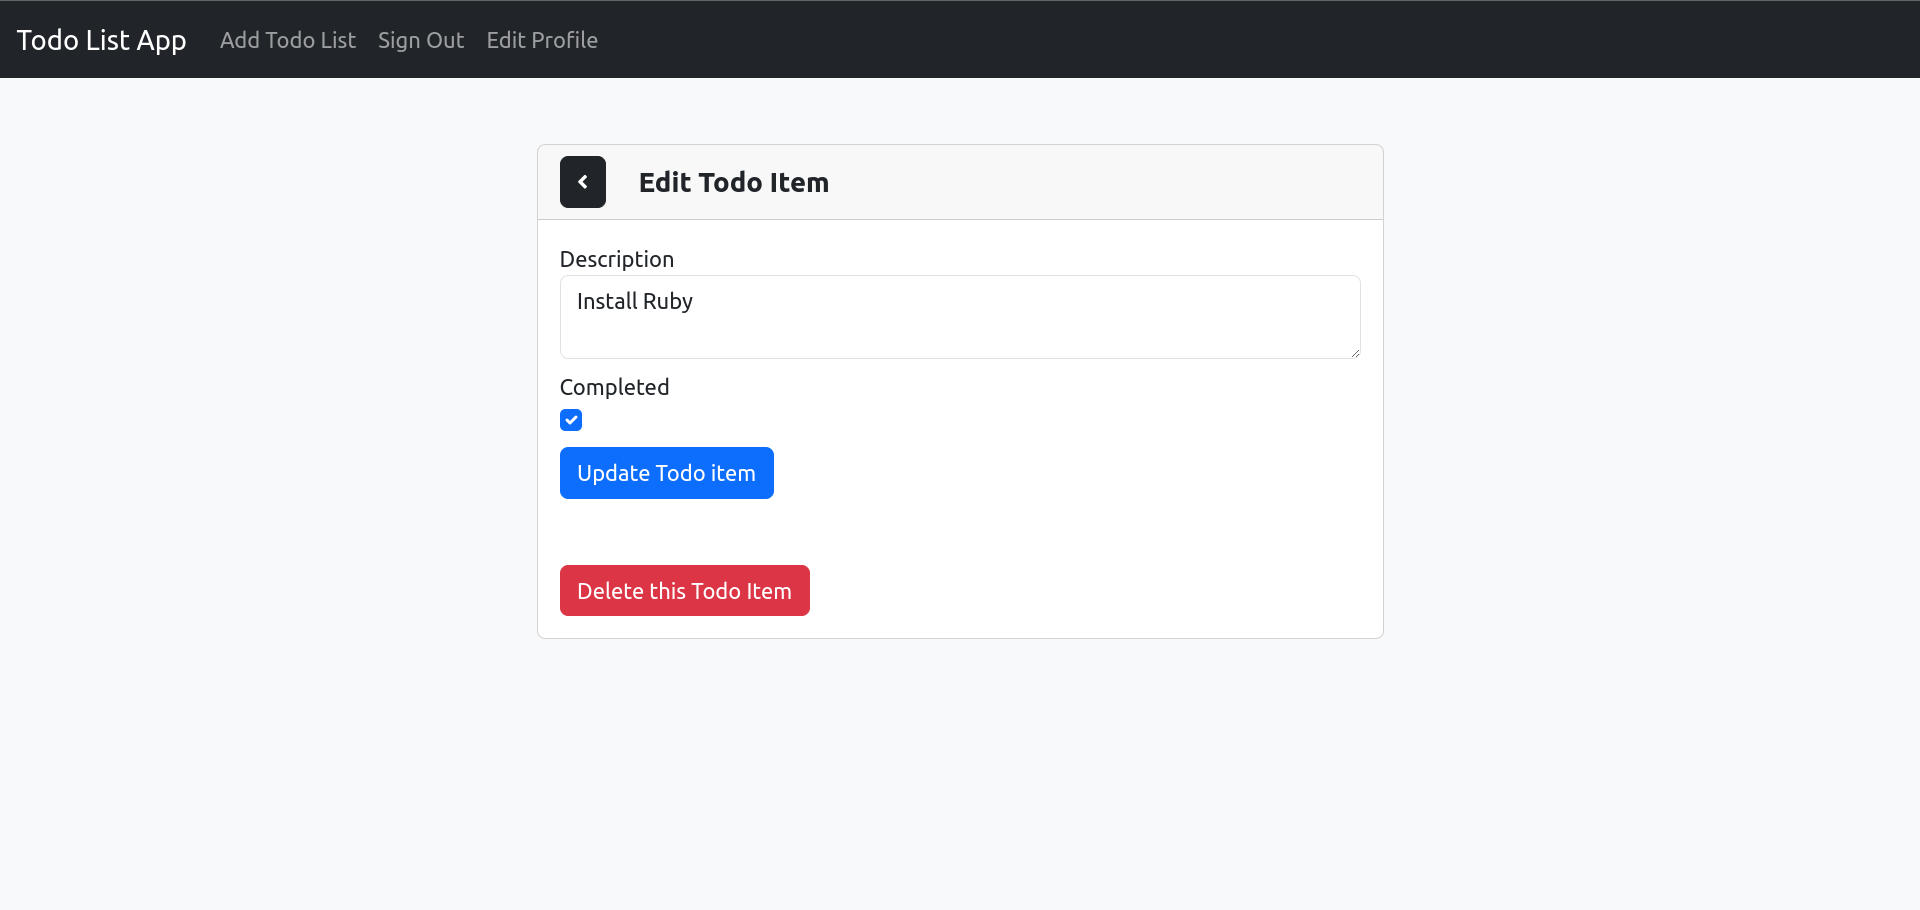 Todo List App Add Todo List Sign Out Edit Profile
Edit Todo Item
Description
Install Ruby
Completed
Update Todo item
Delete this Todo Item